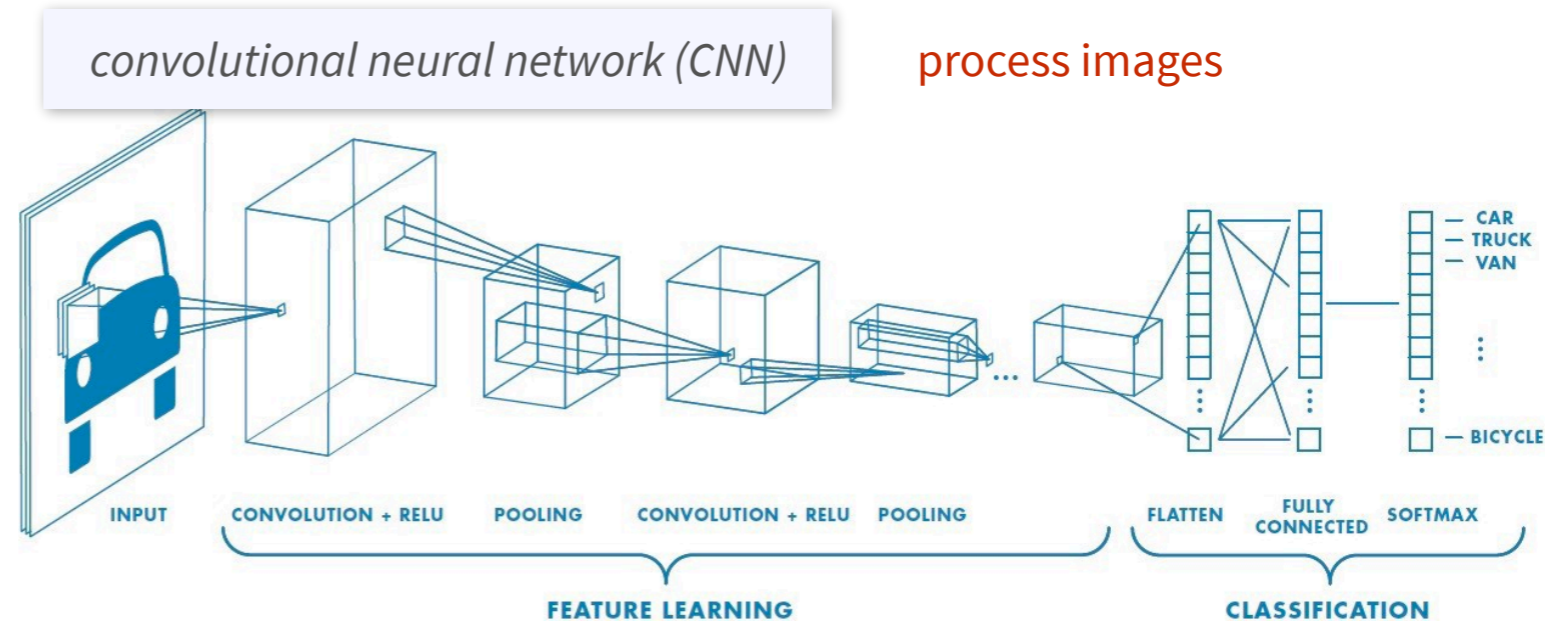 convolutional neural network (CNN)
process images
CAR
TRUCK
VAN
BICYCLE
INPUT
CONVOLUTION + RELU
POOLING
CONVOLUTION + RELU
POOLING
FLATTEN
FULLY
CONNECTED
SOFTMAX
FEATURE LEARNING
CLASSIFICATION